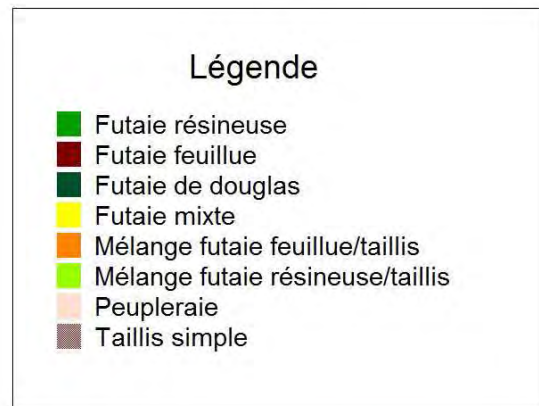 Légende
Futaie résineuse
Futaie feuillue
Futaie de douglas
Futaie mixte
Mélange futaie feuillue/taillis
Mélange futaie résineuse/taillis
Peupleraie
Taillis simple